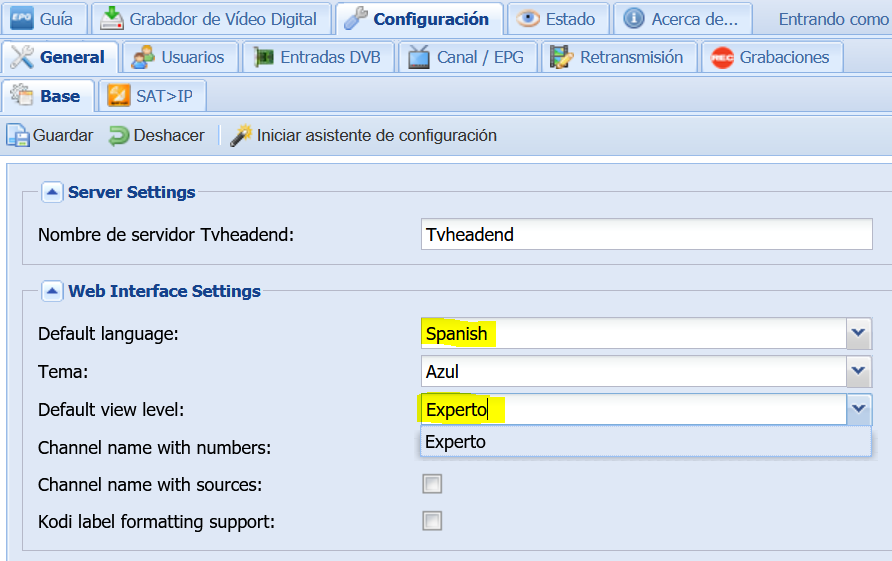 EPG Guía Grabador de Vídeo Digital Configuración Estado Acerca de... Entrando como
General Usuarios Entradas DVB Canal / EPG Retransmisión REC Grabaciones
Base SAT>IP
Guardar Deshacer Iniciar asistente de configuración
Server Settings
Nombre de servidor Tvheadend: Tvheadend
Web Interface Settings
Default language: Spanish
Tema: Azul
Default view level: Experto
Experto
Channel name with numbers:
Channel name with sources:
Kodi label formatting support: